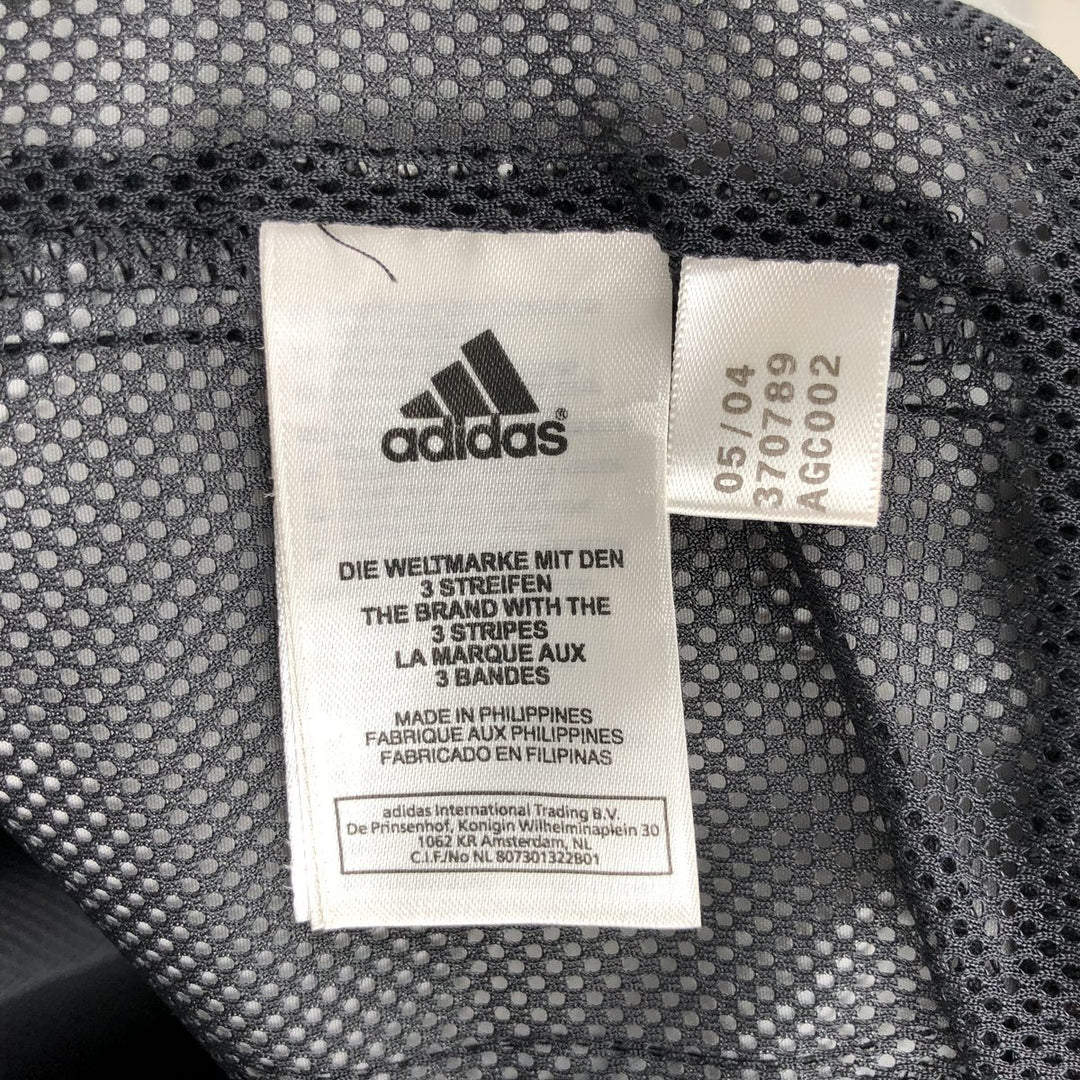 adidas®
DIE WELTMARKE MIT DEN
3 STREIFEN
THE BRAND WITH THE
3 STRIPES
LA MARQUE AUX
3 BANDES
MADE IN PHILIPPINES
FABRIQUE AUX PHILIPPINES
FABRICADO EN FILIPINAS
adidas International Trading B.V.
De Prinsenhof, Konigin Wilhelminaplein 30
1062 KR Amsterdam, NL
C.I.F./No NL 807301322B01
05/04
370789
AGC002